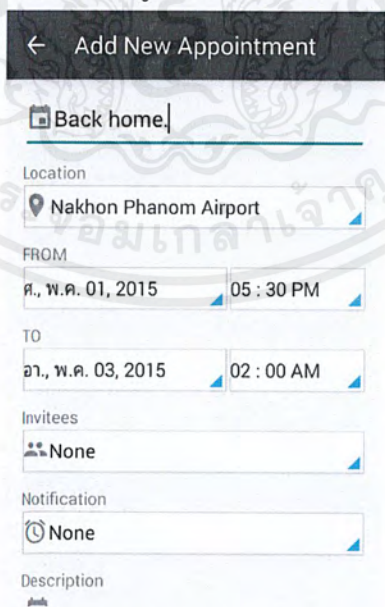 Add New Appointment
Back home.
Location
Nakhon Phanom Airport
FROM
ศ., พ.ค. 01, 2015 05 : 30 PM
TO
อา., พ.ค. 03, 2015 02 : 00 AM
Invitees
None
Notification
None
Description